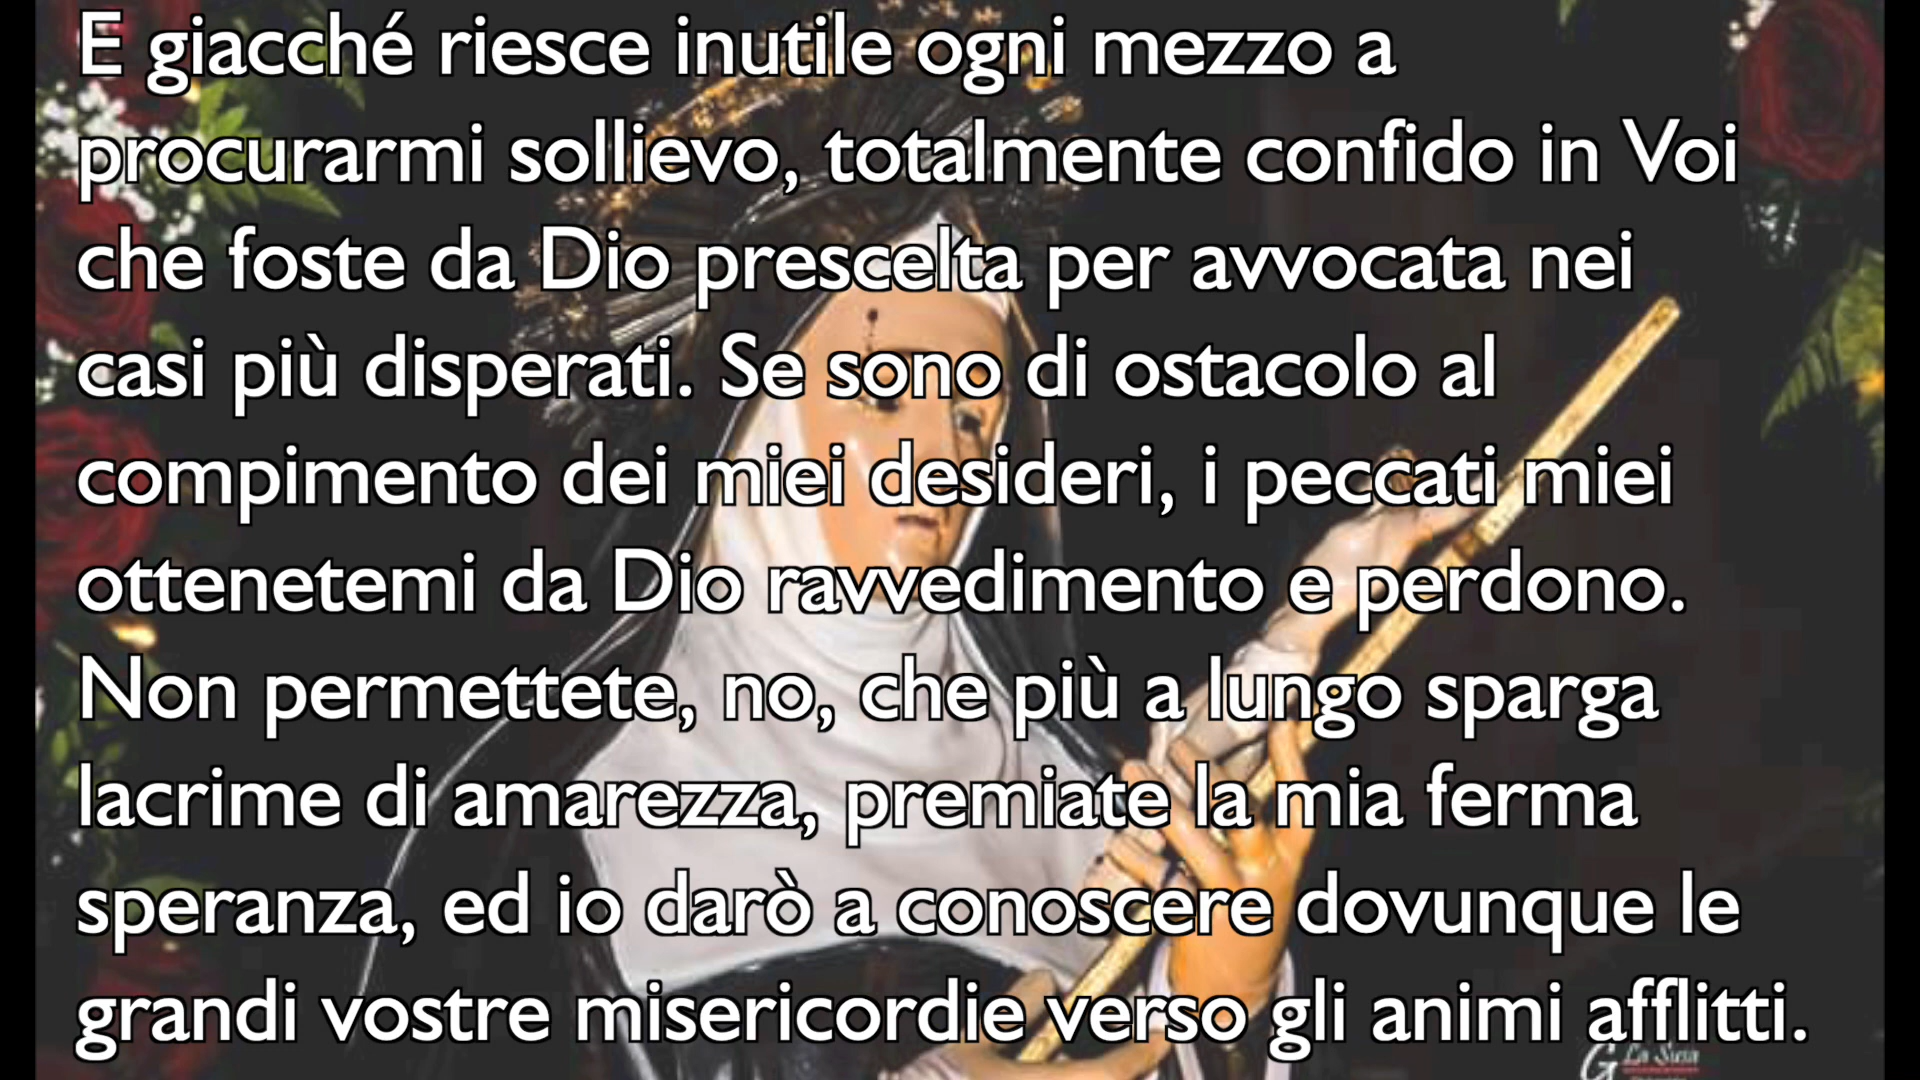 E giacché riesce inutile ogni mezzo a
procurarmi sollievo, totalmente confido in Voi
che foste da Dio prescelta per avvocata nei
casi più disperati. Se sono di ostacolo al
compimento dei miei desideri, i peccati miei
ottenetemi da Dio ravvedimento e perdono.
Non permettete, no, che più a lungo sparga
lacrime di amarezza, premiate la mia ferma
speranza, ed io darò a conoscere dovunque le
grandi vostre misericordie verso gli animi afflitti.
G La Susa